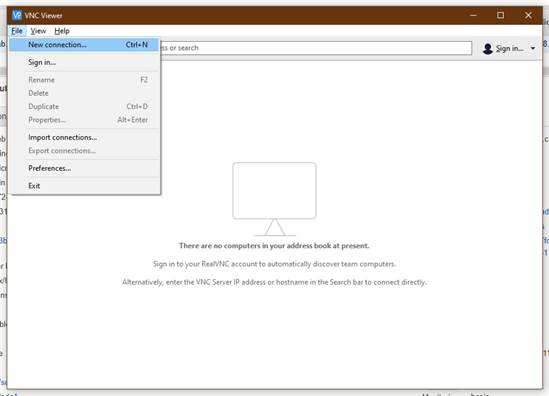 VNC Viewer
File View Help
New connection... Ctrl+N
ss or search
Sign in...
Sign in...
Rename F2
Delete
Duplicate Ctrl+D
Properties... Alt+Enter
Import connections...
Export connections...
Preferences...
Exit
There are no computers in your address book at present.
Sign in to your RealVNC account to automatically discover team computers.
Alternatively, enter the VNC Server IP address or hostname in the Search bar to connect directly.